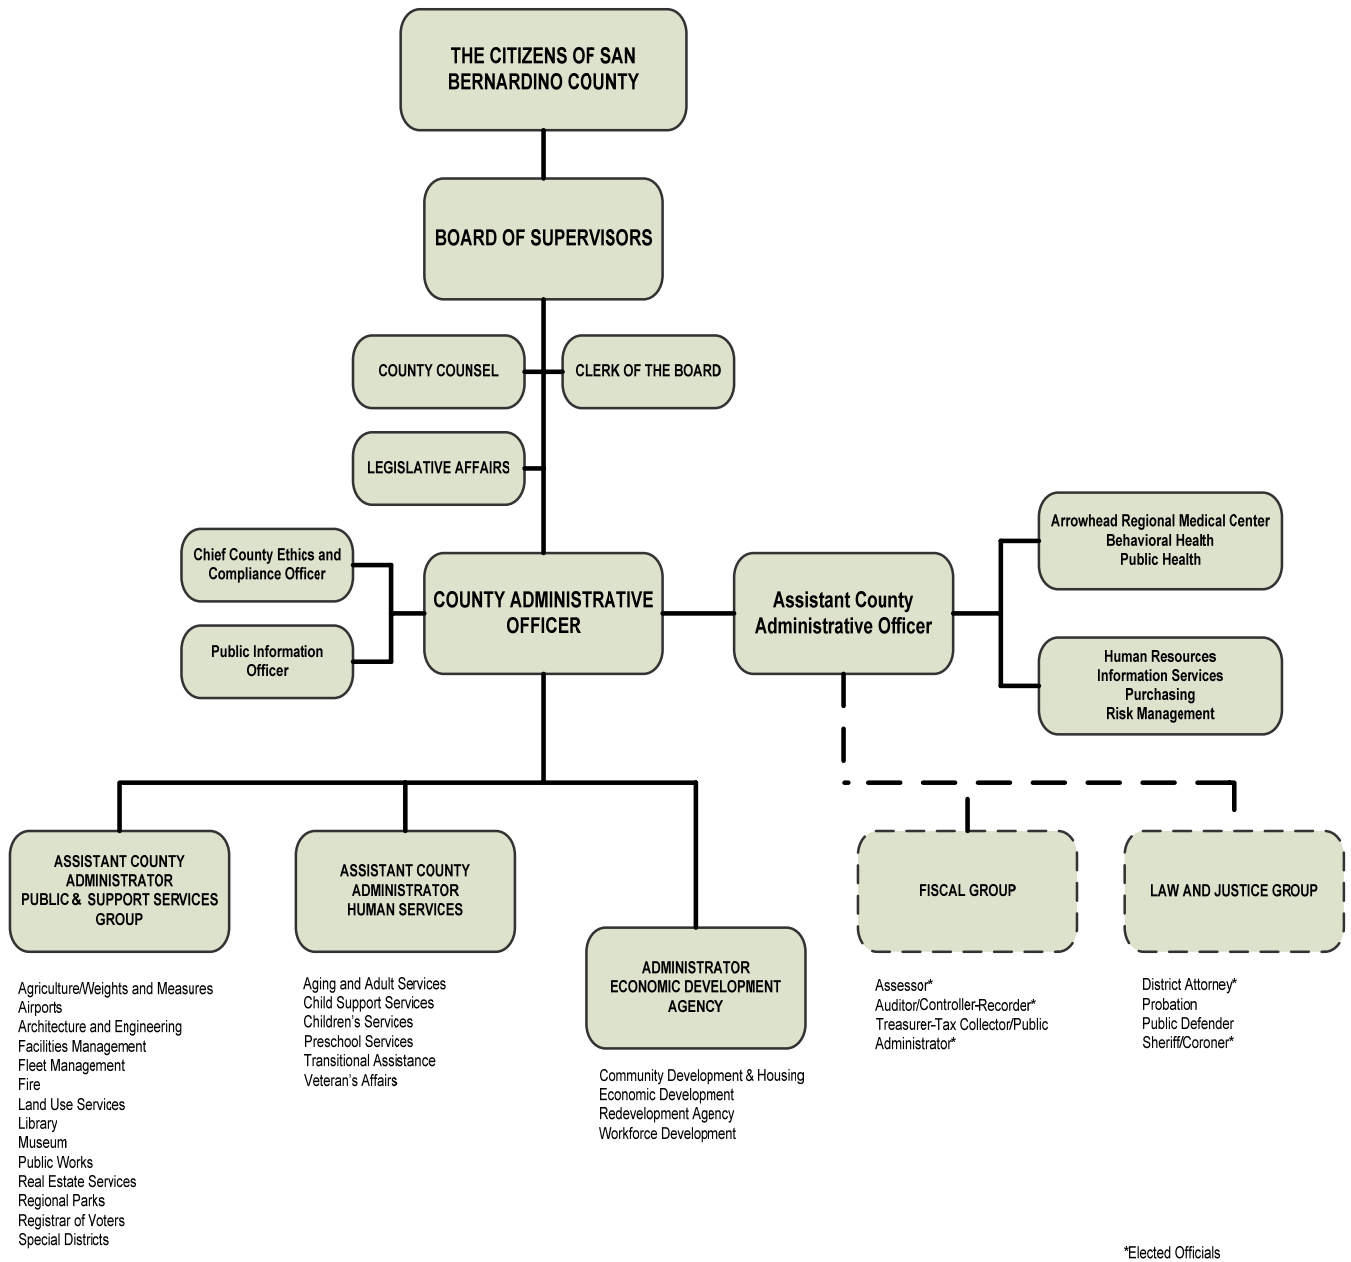 THE CITIZENS OF SAN
BERNARDINO COUNTY
BOARD OF SUPERVISORS
COUNTY COUNSEL
CLERK OF THE BOARD
LEGISLATIVE AFFAIRS
Chief County Ethics and
Compliance Officer
Public Information
Officer
COUNTY ADMINISTRATIVE
OFFICER
Assistant County
Administrative Officer
Arrowhead Regional Medical Center
Behavioral Health
Public Health
Human Resources
Information Services
Purchasing
Risk Management
ASSISTANT COUNTY
ADMINISTRATOR
PUBLIC & SUPPORT SERVICES
GROUP
Agriculture/Weights and Measures
Airports
Architecture and Engineering
Facilities Management
Fleet Management
Fire
Land Use Services
Library
Museum
Public Works
Real Estate Services
Regional Parks
Registrar of Voters
Special Districts
ASSISTANT COUNTY
ADMINISTRATOR
HUMAN SERVICES
Aging and Adult Services
Child Support Services
Children's Services
Preschool Services
Transitional Assistance
Veteran's Affairs
ADMINISTRATOR
ECONOMIC DEVELOPMENT
AGENCY
Community Development & Housing
Economic Development
Redevelopment Agency
Workforce Development
FISCAL GROUP
Assessor*
Auditor/Controller-Recorder*
Treasurer-Tax Collector/Public
Administrator*
LAW AND JUSTICE GROUP
District Attorney*
Probation
Public Defender
Sheriff/Coroner*
*Elected Officials